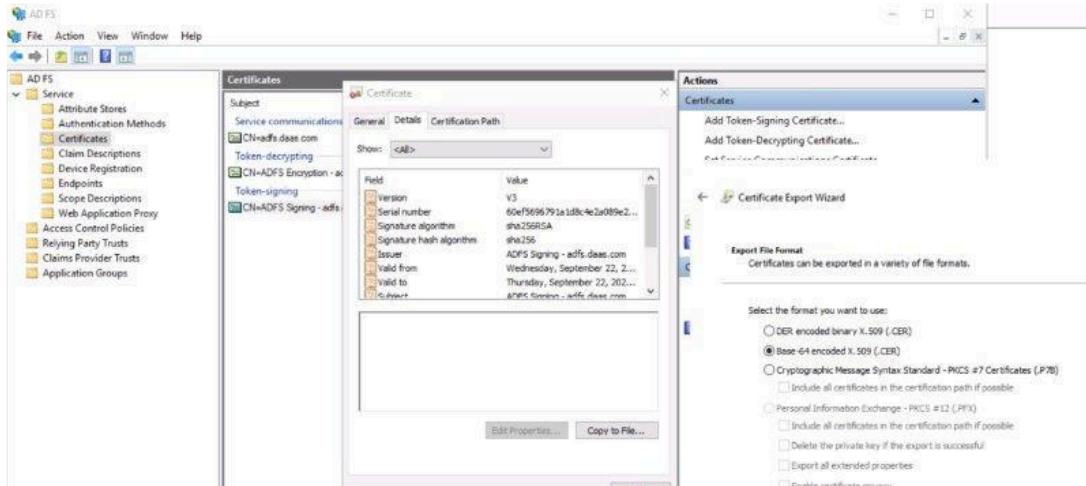 AD FS
File Action View Window Help
AD FS
Service
Attribute Stores
Authentication Methods
Certificates
Claim Descriptions
Device Registration
Endpoints
Scope Descriptions
Web Application Proxy
Access Control Policies
Relying Party Trusts
Claims Provider Trusts
Application Groups
Certificates
Subject
Service communications
CN=adfs.daas.com
Token-decrypting
CN=ADFS Encryption - ad
Token-signing
CN=ADFS Signing - adfs
Certificate
General Details Certification Path
Show: <All>
Field Value
Version V3
Serial number 60ef5696791a1d8c4e2a089e2...
Signature algorithm sha256RSA
Signature hash algorithm sha256
Issuer ADFS Signing - adfs.daas.com
Valid from Wednesday, September 22, 2...
Valid to Thursday, September 22, 202...
Subject ADFS Signing - adfs.daas.com
Edit Properties... Copy to File...
Actions
Certificates
Add Token-Signing Certificate...
Add Token-Decrypting Certificate...
Set Service Communications Certificate
Certificate Export Wizard
Export File Format
Certificates can be exported in a variety of file formats.
Select the format you want to use:
DER encoded binary X.509 (.CER)
Base-64 encoded X.509 (.CER)
Cryptographic Message Syntax Standard - PKCS #7 Certificates (.P7B)
Include all certificates in the certification path if possible
Personal Information Exchange - PKCS #12 (.PFX)
Include all certificates in the certification path if possible
Delete the private key if the export is successful
Export all extended properties
Enable certificate privacy